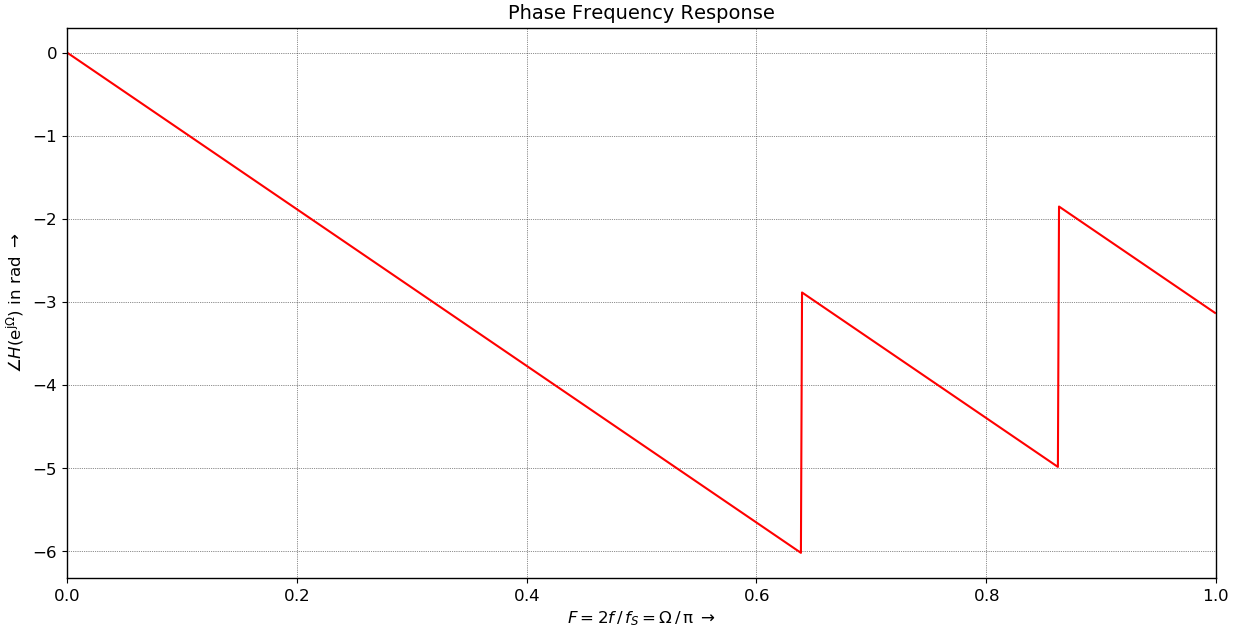 Phase Frequency Response
∠H(e^jΩ) in rad →
0
−1
−2
−3
−4
−5
−6
0.0 0.2 0.4 0.6 0.8 1.0
F = 2f / f_S = Ω / π →